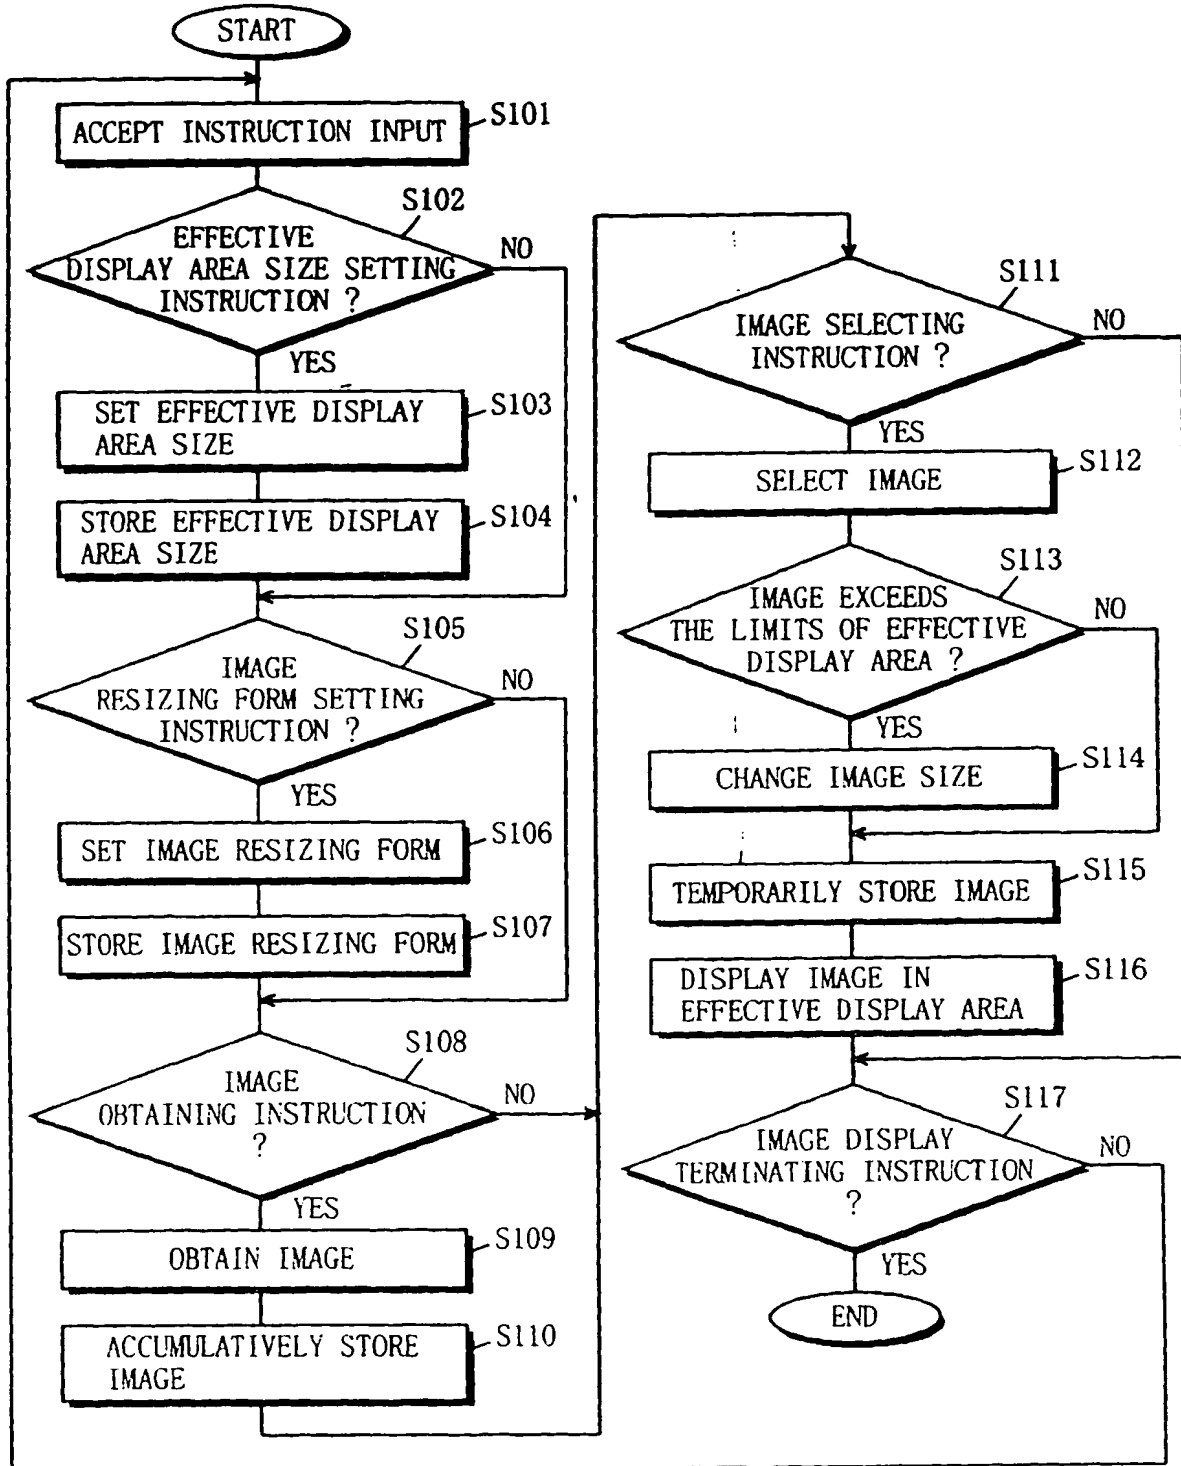 START
ACCEPT INSTRUCTION INPUT
S101
S102
EFFECTIVE
DISPLAY AREA SIZE SETTING
INSTRUCTION ?
NO
YES
SET EFFECTIVE DISPLAY
AREA SIZE
S103
STORE EFFECTIVE DISPLAY
AREA SIZE
S104
S105
IMAGE
RESIZING FORM SETTING
INSTRUCTION ?
NO
YES
SET IMAGE RESIZING FORM
S106
STORE IMAGE RESIZING FORM
S107
S108
IMAGE
OBTAINING INSTRUCTION
?
NO
YES
OBTAIN IMAGE
S109
ACCUMULATIVELY STORE
IMAGE
S110
S111
IMAGE SELECTING
INSTRUCTION ?
NO
YES
SELECT IMAGE
S112
S113
IMAGE EXCEEDS
THE LIMITS OF EFFECTIVE
DISPLAY AREA ?
NO
YES
CHANGE IMAGE SIZE
S114
TEMPORARILY STORE IMAGE
S115
DISPLAY IMAGE IN
EFFECTIVE DISPLAY AREA
S116
S117
IMAGE DISPLAY
TERMINATING INSTRUCTION
?
NO
YES
END